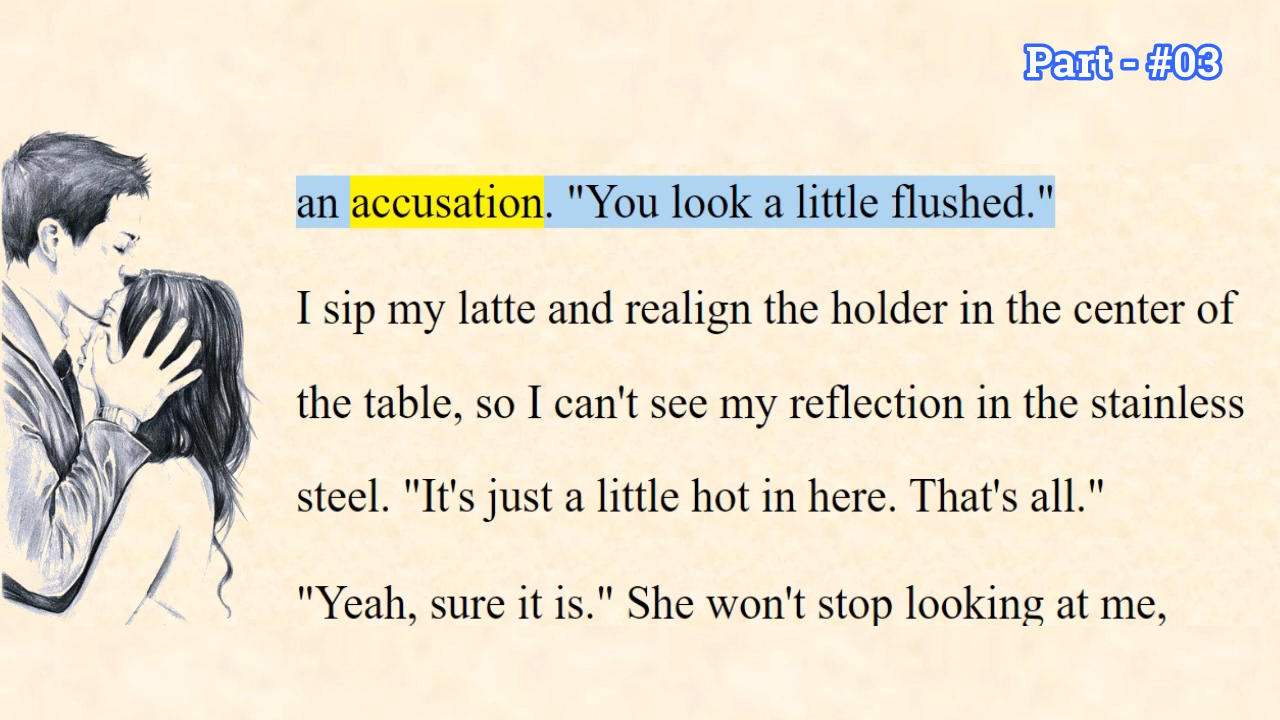 Part - #03
an accusation. "You look a little flushed."
I sip my latte and realign the holder in the center of
the table, so I can't see my reflection in the stainless
steel. "It's just a little hot in here. That's all."
"Yeah, sure it is." She won't stop looking at me,